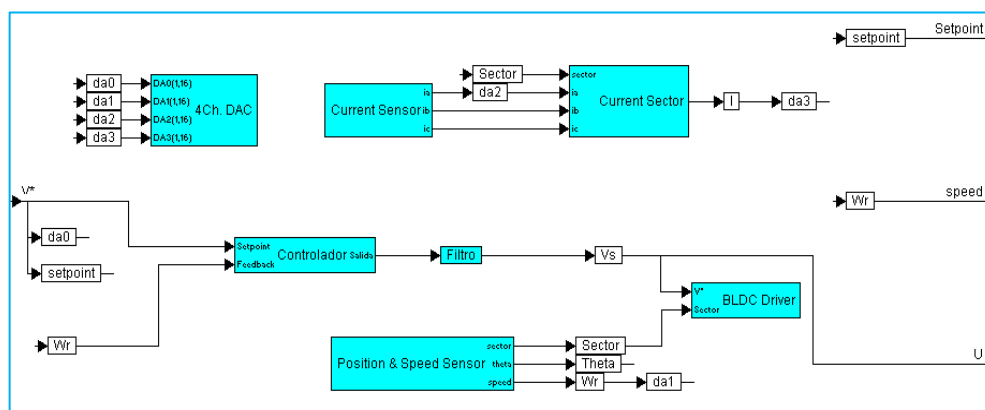 Setpoint
setpoint
Sector
sector
da0
DA0(1,16)
da1
DA1(1,16)
4Ch. DAC
da2
DA2(1,16)
da3
DA3(1,16)
Current Sensor
ia
da2
ia
ib
ib
ic
ic
Current Sector
I
da3
V*
Wr
speed
da0
setpoint
Setpoint
Controlador
Salida
Feedback
Filtro
Vs
V*
BLDC Driver
Sector
Wr
Position & Speed Sensor
sector
Sector
theta
Theta
speed
Wr
da1
U